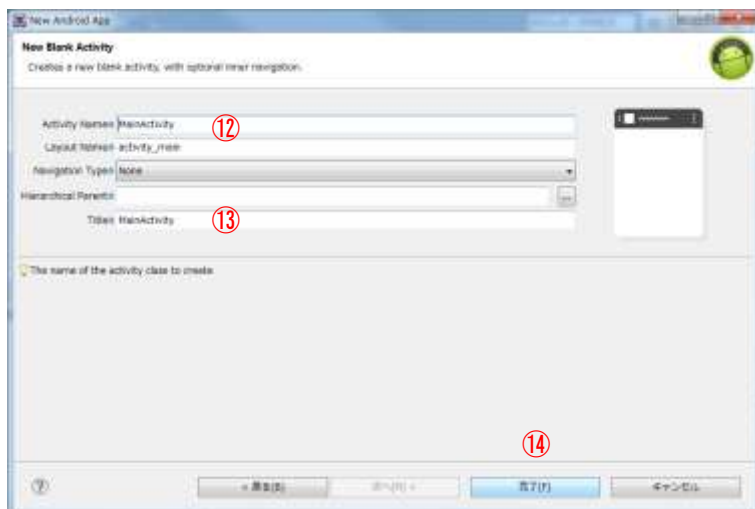 New Android App
New Blank Activity
Creates a new blank activity, with optional inner navigation.
Activity Name MainActivity ⑫
Layout Name activity_main
Navigation Type None
Hierarchical Parent ...
Title MainActivity ⑬
The name of the activity class to create
⑭
? < 戻る(B) 次へ(N) > 完了(F) キャンセル